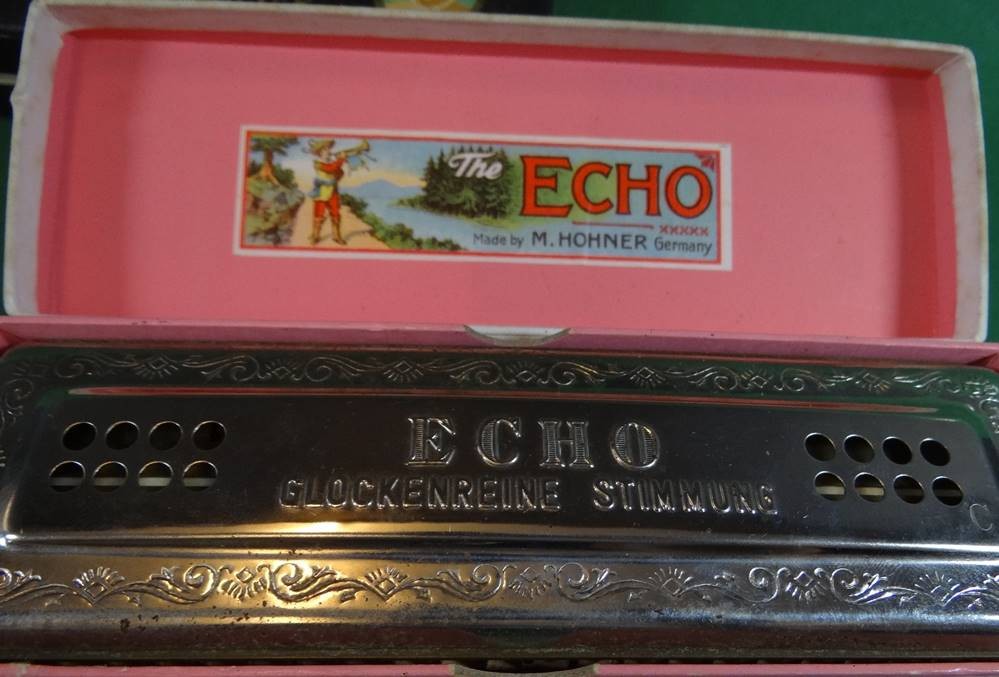 The ECHO
xxxxx
Made by M. HOHNER Germany
ECHO
GLOCKENREINE STIMMUNG
C